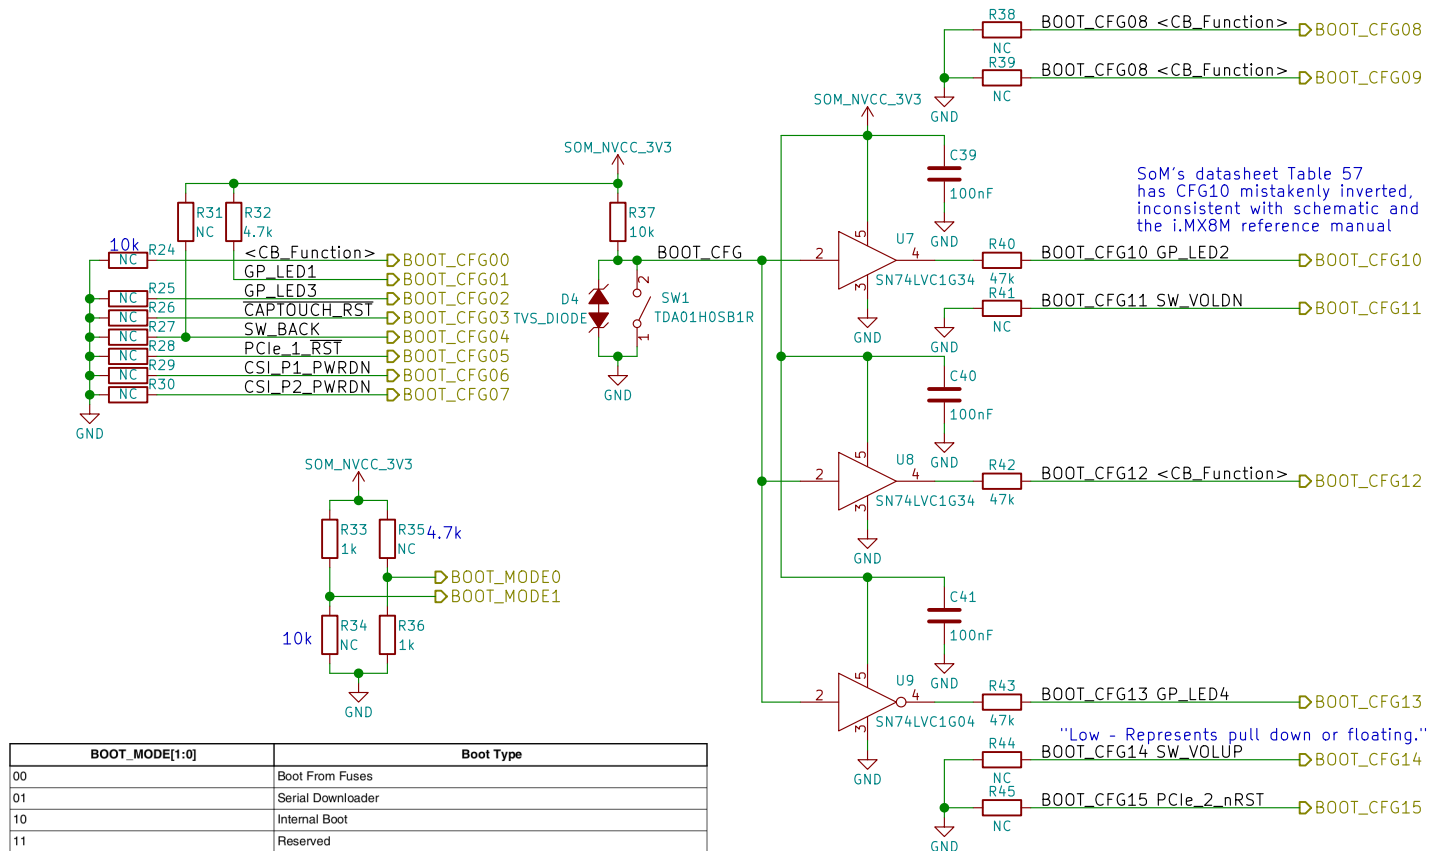 R38
BOOT_CFG08 <CB_Function>
BOOT_CFG08
NC
R39
BOOT_CFG08 <CB_Function>
BOOT_CFG09
NC
GND
SOM_NVCC_3V3
C39
100nF
GND
SoM's datasheet Table 57
has CFG10 mistakenly inverted,
inconsistent with schematic and
the i.MX8M reference manual
SOM_NVCC_3V3
R31
NC
R32
4.7k
R37
10k
10k
R24
NC
<CB_Function>
BOOT_CFG00
GP_LED1
BOOT_CFG01
R25
NC
GP_LED3
BOOT_CFG02
R26
NC
CAPTOUCH_RST
BOOT_CFG03
R27
NC
SW_BACK
BOOT_CFG04
R28
NC
PCIe_1_RST
BOOT_CFG05
R29
NC
CSI_P1_PWRDN
BOOT_CFG06
R30
NC
CSI_P2_PWRDN
BOOT_CFG07
GND
BOOT_CFG
D4
TVS_DIODE
2
SW1
TDA01H0SB1R
1
GND
5
U7
2
4
SN74LVC1G34
3
GND
R40
BOOT_CFG10 GP_LED2
BOOT_CFG10
47k
R41
BOOT_CFG11 SW_VOLDN
BOOT_CFG11
NC
GND
C40
100nF
GND
5
U8
2
4
SN74LVC1G34
3
GND
R42
BOOT_CFG12 <CB_Function>
BOOT_CFG12
47k
SOM_NVCC_3V3
R33
1k
R35
4.7k
NC
BOOT_MODE0
BOOT_MODE1
10k
R34
NC
R36
1k
GND
C41
100nF
GND
5
U9
2
4
SN74LVC1G04
3
GND
R43
BOOT_CFG13 GP_LED4
BOOT_CFG13
47k
"Low - Represents pull down or floating."
R44
BOOT_CFG14 SW_VOLUP
BOOT_CFG14
NC
R45
BOOT_CFG15 PCIe_2_nRST
BOOT_CFG15
NC
GND
BOOT_MODE[1:0] Boot Type
00 Boot From Fuses
01 Serial Downloader
10 Internal Boot
11 Reserved